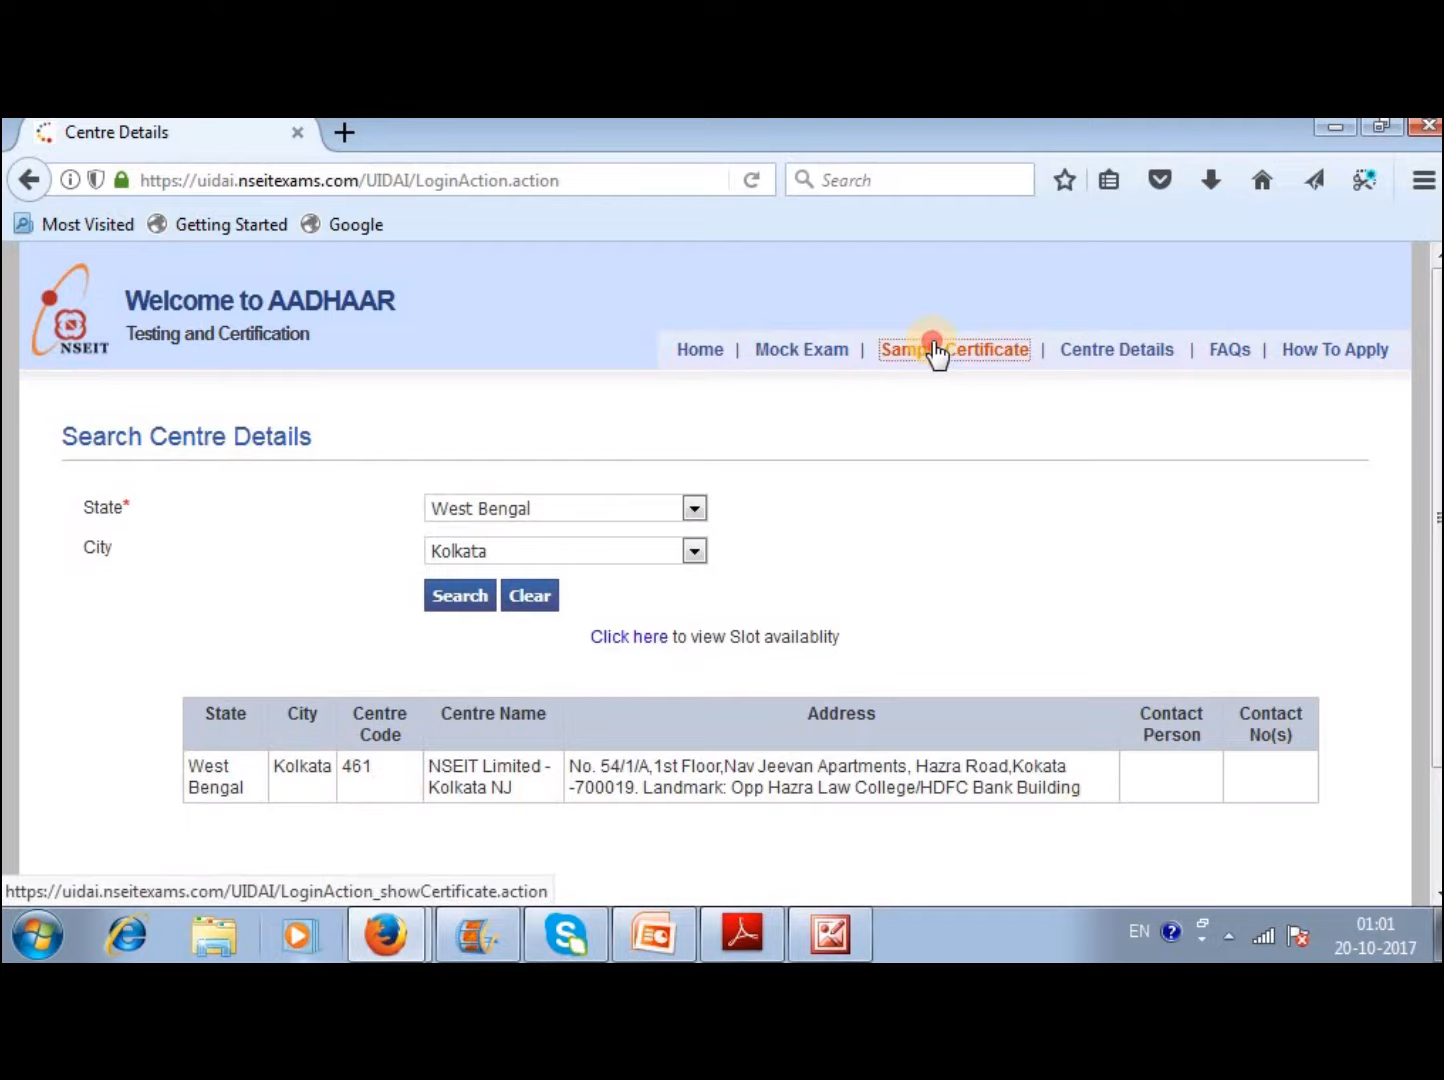 Centre Details
https://uidai.nseitexams.com/UIDAI/LoginAction.action
Search
Most Visited
Getting Started
Google
NSEIT
Welcome to AADHAAR
Testing and Certification
Home | Mock Exam | Certificate | Centre Details | FAQs | How To Apply
Search Centre Details
State*
West Bengal
City
Kolkata
Search Clear
Click here to view Slot availablity
State City Centre Code Centre Name Address Contact Person Contact No(s)
West Bengal Kolkata 461 NSEIT Limited - Kolkata NJ No. 54/1/A,1st Floor,Nav Jeevan Apartments, Hazra Road,Kokata
-700019. Landmark: Opp Hazra Law College/HDFC Bank Building
https://uidai.nseitexams.com/UIDAI/LoginAction_showCertificate.action
EN
01:01
20-10-2017